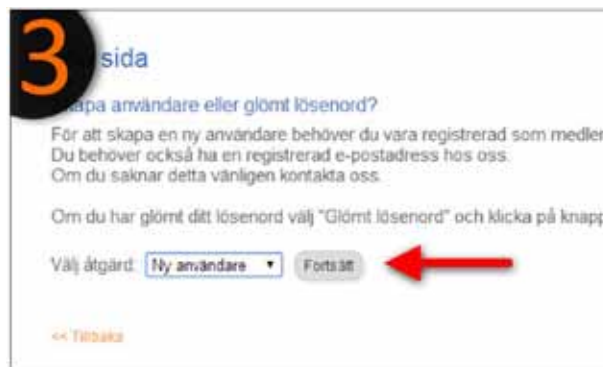 3
sida
Skapa användare eller glömt lösenord?
För att skapa en ny användare behöver du vara registrerad som medlem
Du behöver också ha en registrerad e-postadress hos oss.
Om du saknar detta vänligen kontakta oss.
Om du har glömt ditt lösenord välj "Glömt lösenord" och klicka på knapp
Välj åtgärd: Ny användare Fortsätt
<< Tillbaka